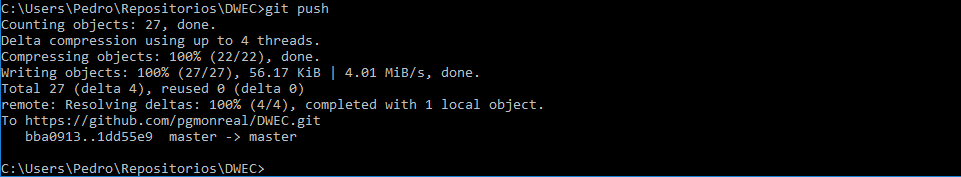 C:\Users\Pedro\Repositorios\DWEC>git push
Counting objects: 27, done.
Delta compression using up to 4 threads.
Compressing objects: 100% (22/22), done.
Writing objects: 100% (27/27), 56.17 KiB | 4.01 MiB/s, done.
Total 27 (delta 4), reused 0 (delta 0)
remote: Resolving deltas: 100% (4/4), completed with 1 local object.
To https://github.com/pgmonreal/DWEC.git
   bba0913..1dd55e9  master -> master
C:\Users\Pedro\Repositorios\DWEC>